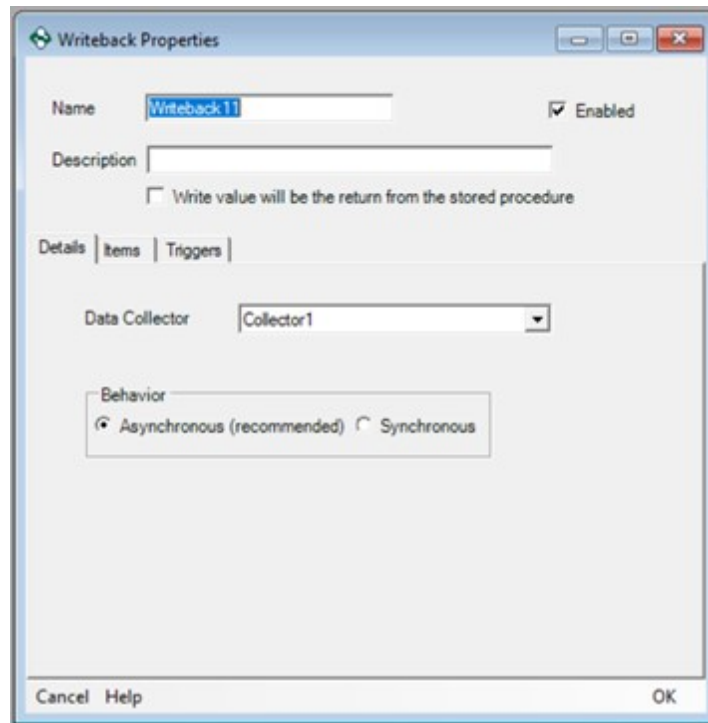 Writeback Properties
Name Writeback11 Enabled
Description
Write value will be the return from the stored procedure
Details Items Triggers
Data Collector Collector1
Behavior
Asynchronous (recommended) Synchronous
Cancel Help OK